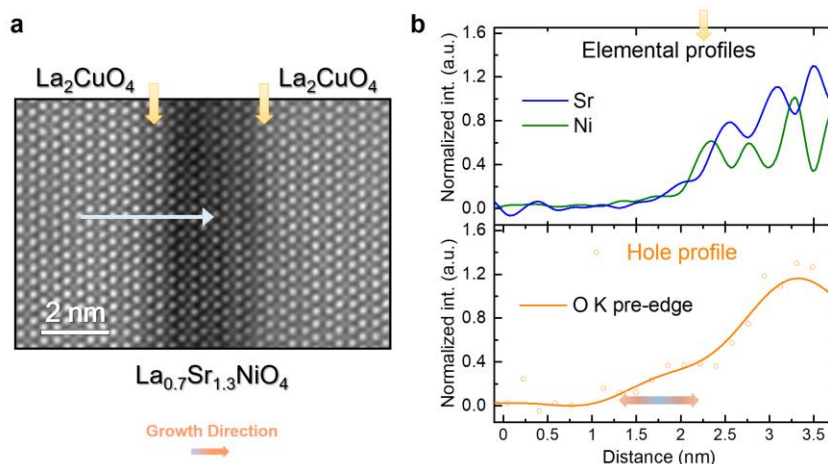 a
La₂CuO₄
La₂CuO₄
2 nm
La₀.₇Sr₁.₃NiO₄
Growth Direction
b
Normalized int. (a.u.)
1.6
1.2
0.8
0.4
0.0
Elemental profiles
Sr
Ni
Normalized int. (a.u.)
1.2
0.8
0.4
0.0
Hole profile
O K pre-edge
0 0.5 1 1.5 2 2.5 3 3.5
Distance (nm)